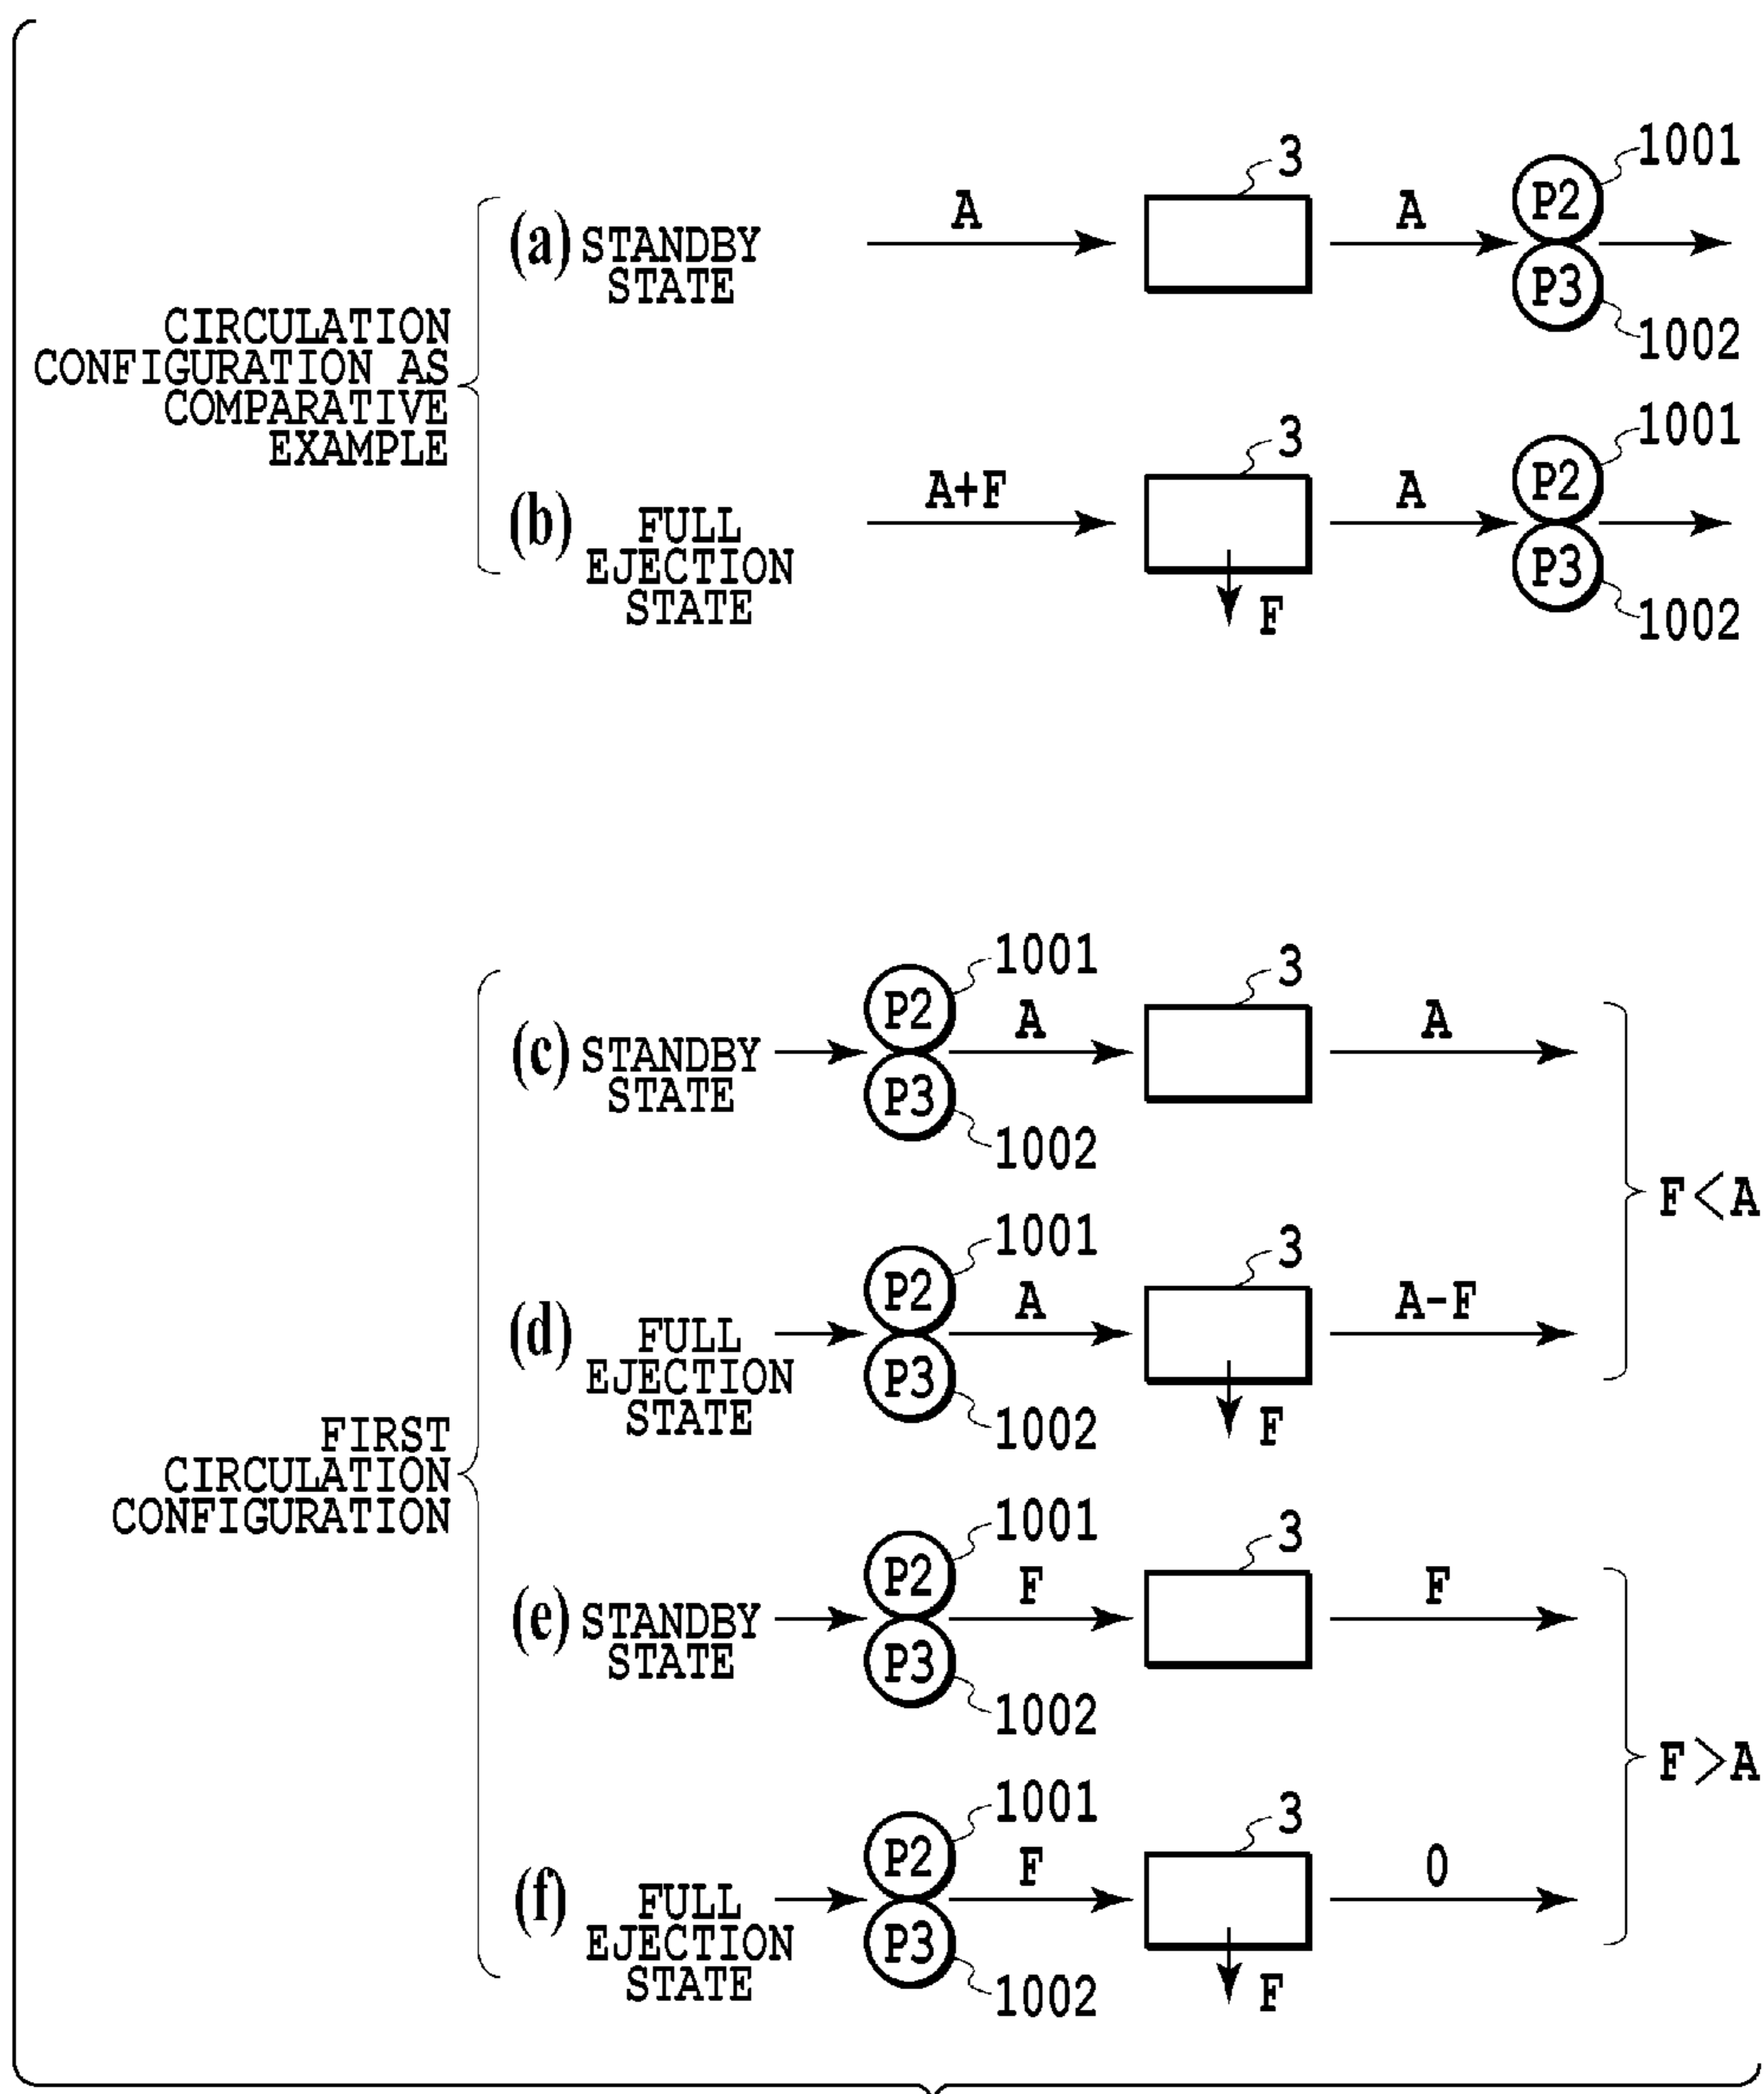 CIRCULATION
CONFIGURATION AS
COMPARATIVE
EXAMPLE
(a) STANDBY
STATE
A
3
A
P2
P3
1001
1002
(b) FULL
EJECTION
STATE
A+F
3
F
A
P2
P3
1001
1002
FIRST
CIRCULATION
CONFIGURATION
(c) STANDBY
STATE
P2
P3
1001
1002
A
3
A
(d) FULL
EJECTION
STATE
P2
P3
1001
1002
A
3
F
A-F
F<A
(e) STANDBY
STATE
P2
P3
1001
1002
F
3
F
(f) FULL
EJECTION
STATE
P2
P3
1001
1002
F
3
F
0
F>A